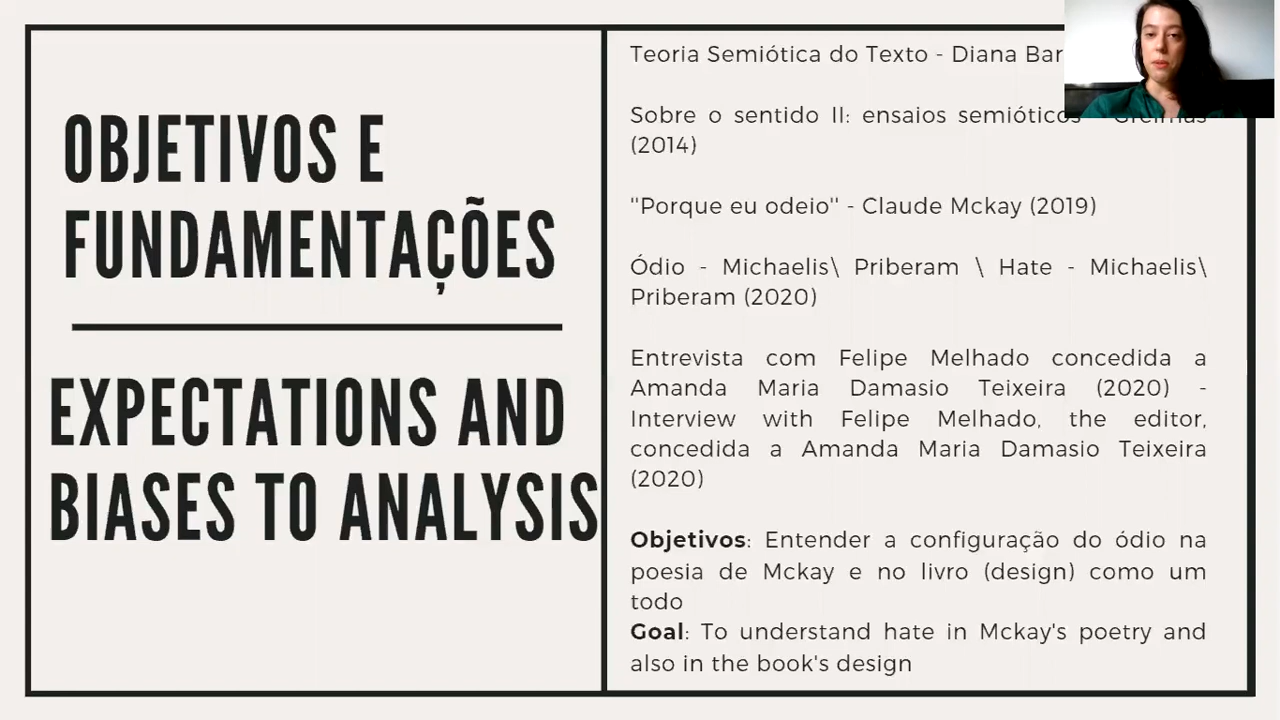 OBJETIVOS E
FUNDAMENTAÇÕES
EXPECTATIONS AND
BIASES TO ANALYSIS
Teoria Semiótica do Texto - Diana
Sobre o sentido II: ensaios semióticos - Greimas
(2014)
"Porque eu odeio" - Claude Mckay (2019)
Ódio - Michaelis\ Priberam \ Hate - Michaelis\
Priberam (2020)
Entrevista com Felipe Melhado concedida a
Amanda Maria Damasio Teixeira (2020) -
Interview with Felipe Melhado, the editor,
concedida a Amanda Maria Damasio Teixeira
(2020)
Objetivos: Entender a configuração do ódio na
poesia de Mckay e no livro (design) como um
todo
Goal: To understand hate in Mckay's poetry and
also in the book's design